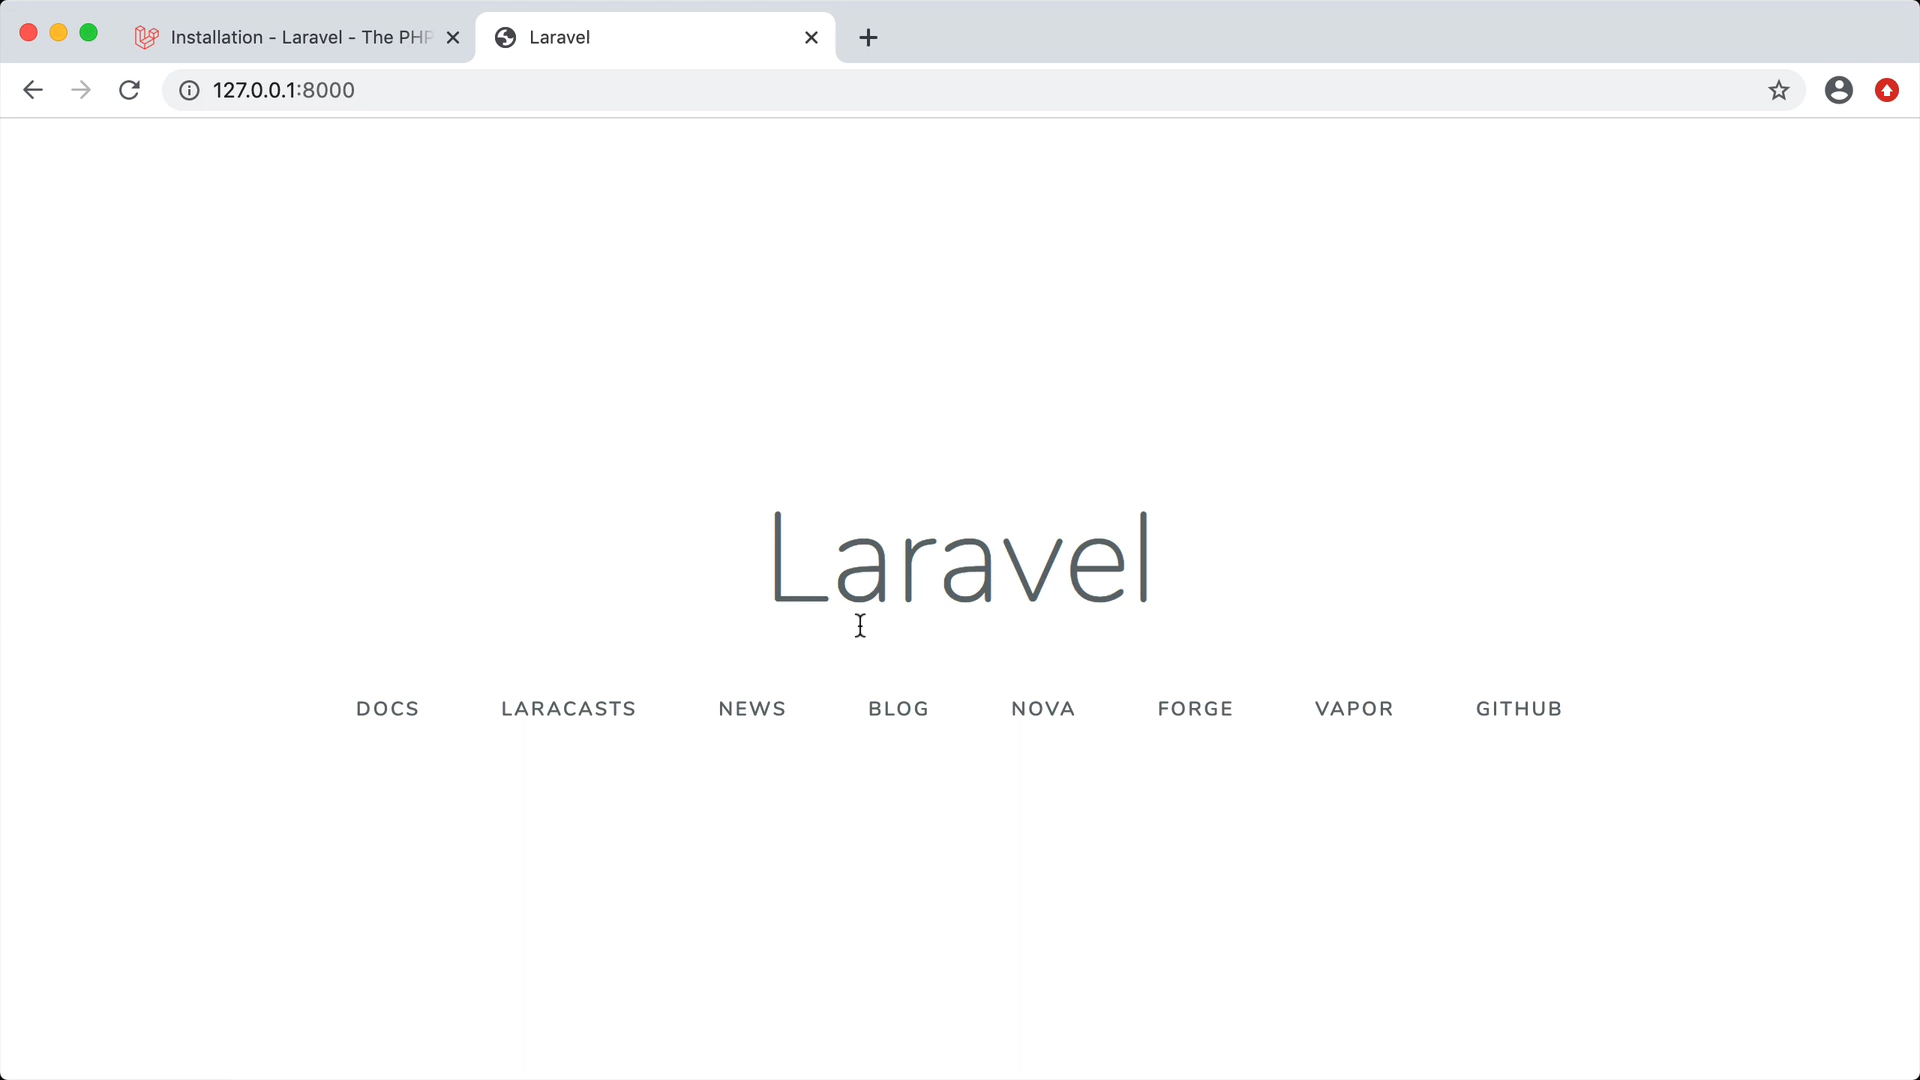 Installation - Laravel - The PHP
Laravel
127.0.0.1:8000
Laravel
DOCS LARACASTS NEWS BLOG NOVA FORGE VAPOR GITHUB